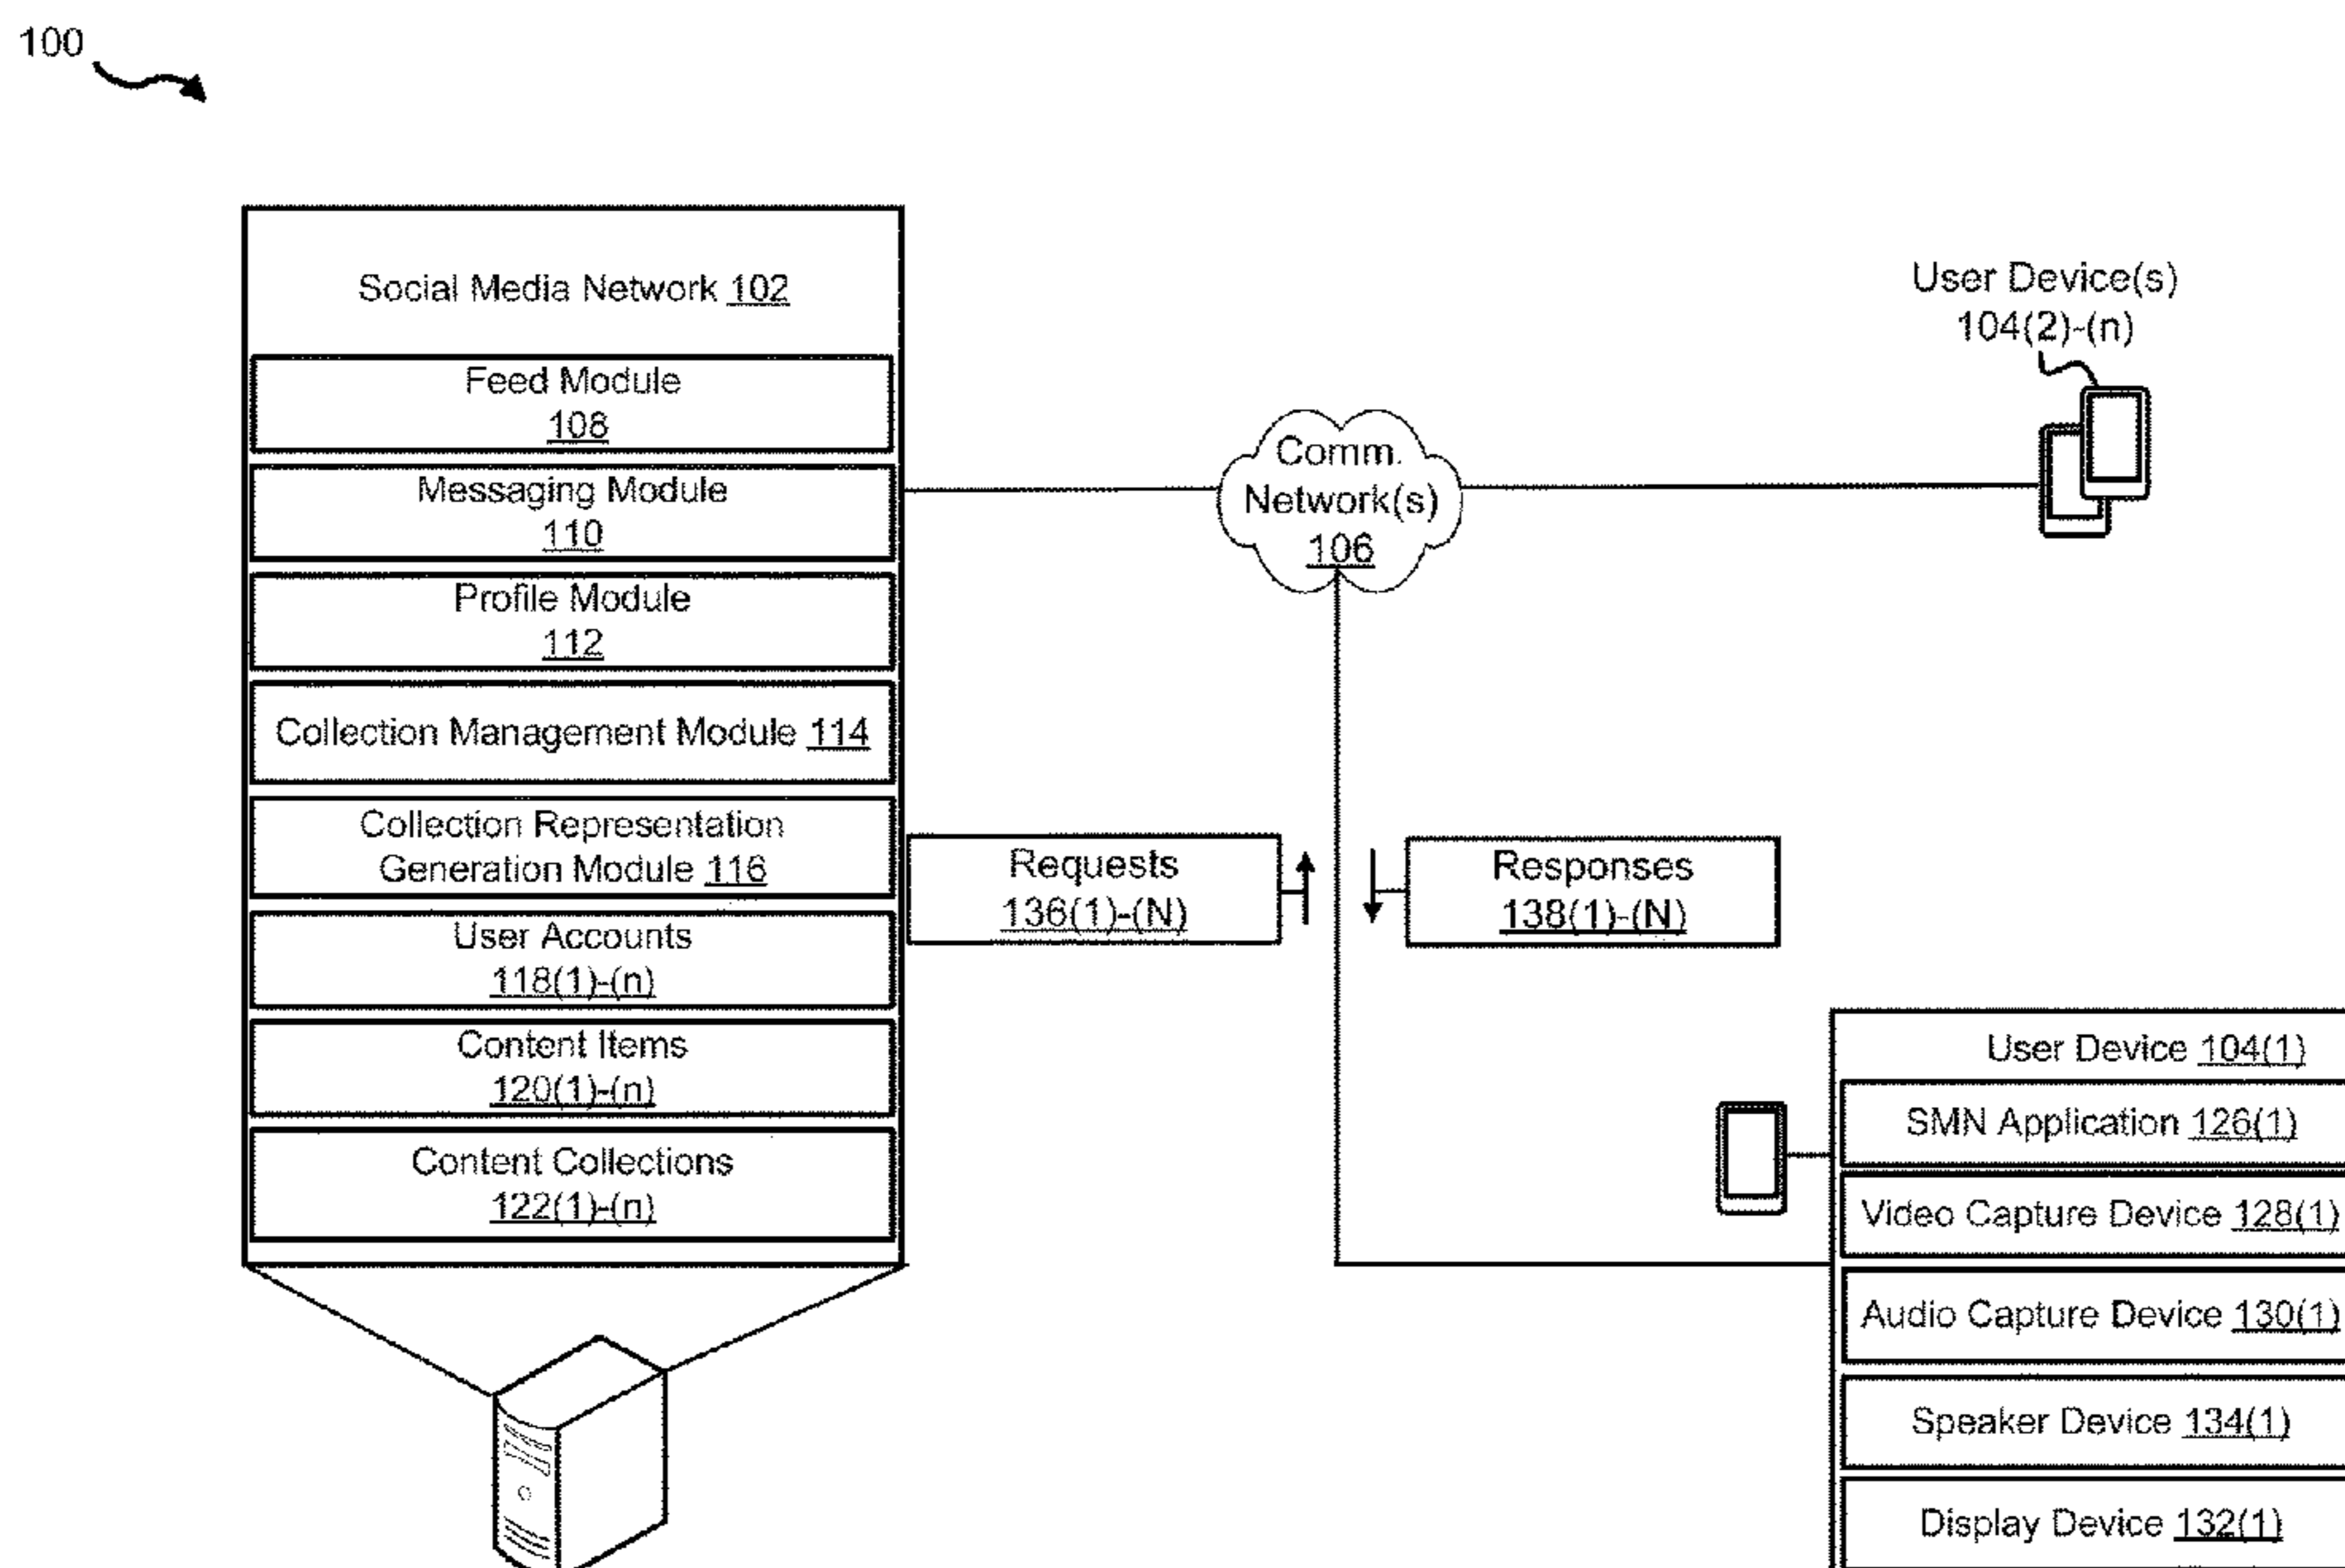 100
Social Media Network 102
Feed Module
108
Messaging Module
110
Profile Module
112
Collection Management Module 114
Collection Representation
Generation Module 116
User Accounts
118(1)-(n)
Content Items
120(1)-(n)
Content Collections
122(1)-(n)
Comm.
Network(s)
106
User Device(s)
104(2)-(n)
Requests
136(1)-(N)
Responses
138(1)-(N)
User Device 104(1)
SMN Application 126(1)
Video Capture Device 128(1)
Audio Capture Device 130(1)
Speaker Device 134(1)
Display Device 132(1)